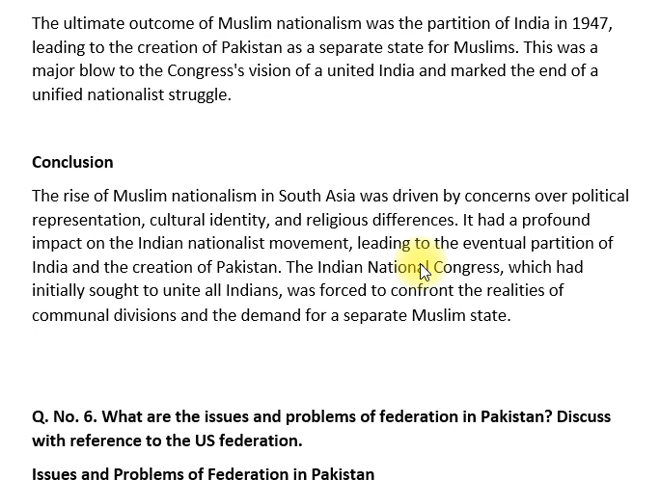 The ultimate outcome of Muslim nationalism was the partition of India in 1947,
leading to the creation of Pakistan as a separate state for Muslims. This was a
major blow to the Congress's vision of a united India and marked the end of a
unified nationalist struggle.
Conclusion
The rise of Muslim nationalism in South Asia was driven by concerns over political
representation, cultural identity, and religious differences. It had a profound
impact on the Indian nationalist movement, leading to the eventual partition of
India and the creation of Pakistan. The Indian National Congress, which had
initially sought to unite all Indians, was forced to confront the realities of
communal divisions and the demand for a separate Muslim state.
Q. No. 6. What are the issues and problems of federation in Pakistan? Discuss
with reference to the US federation.
Issues and Problems of Federation in Pakistan